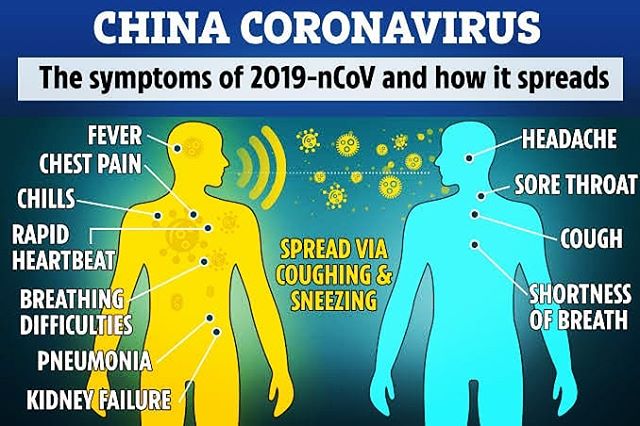 CHINA CORONAVIRUS
The symptoms of 2019-nCoV and how it spreads
FEVER
CHEST PAIN
CHILLS
RAPID
HEARTBEAT
BREATHING
DIFFICULTIES
PNEUMONIA
KIDNEY FAILURE
SPREAD VIA
COUGHING &
SNEEZING
HEADACHE
SORE THROAT
COUGH
SHORTNESS
OF BREATH